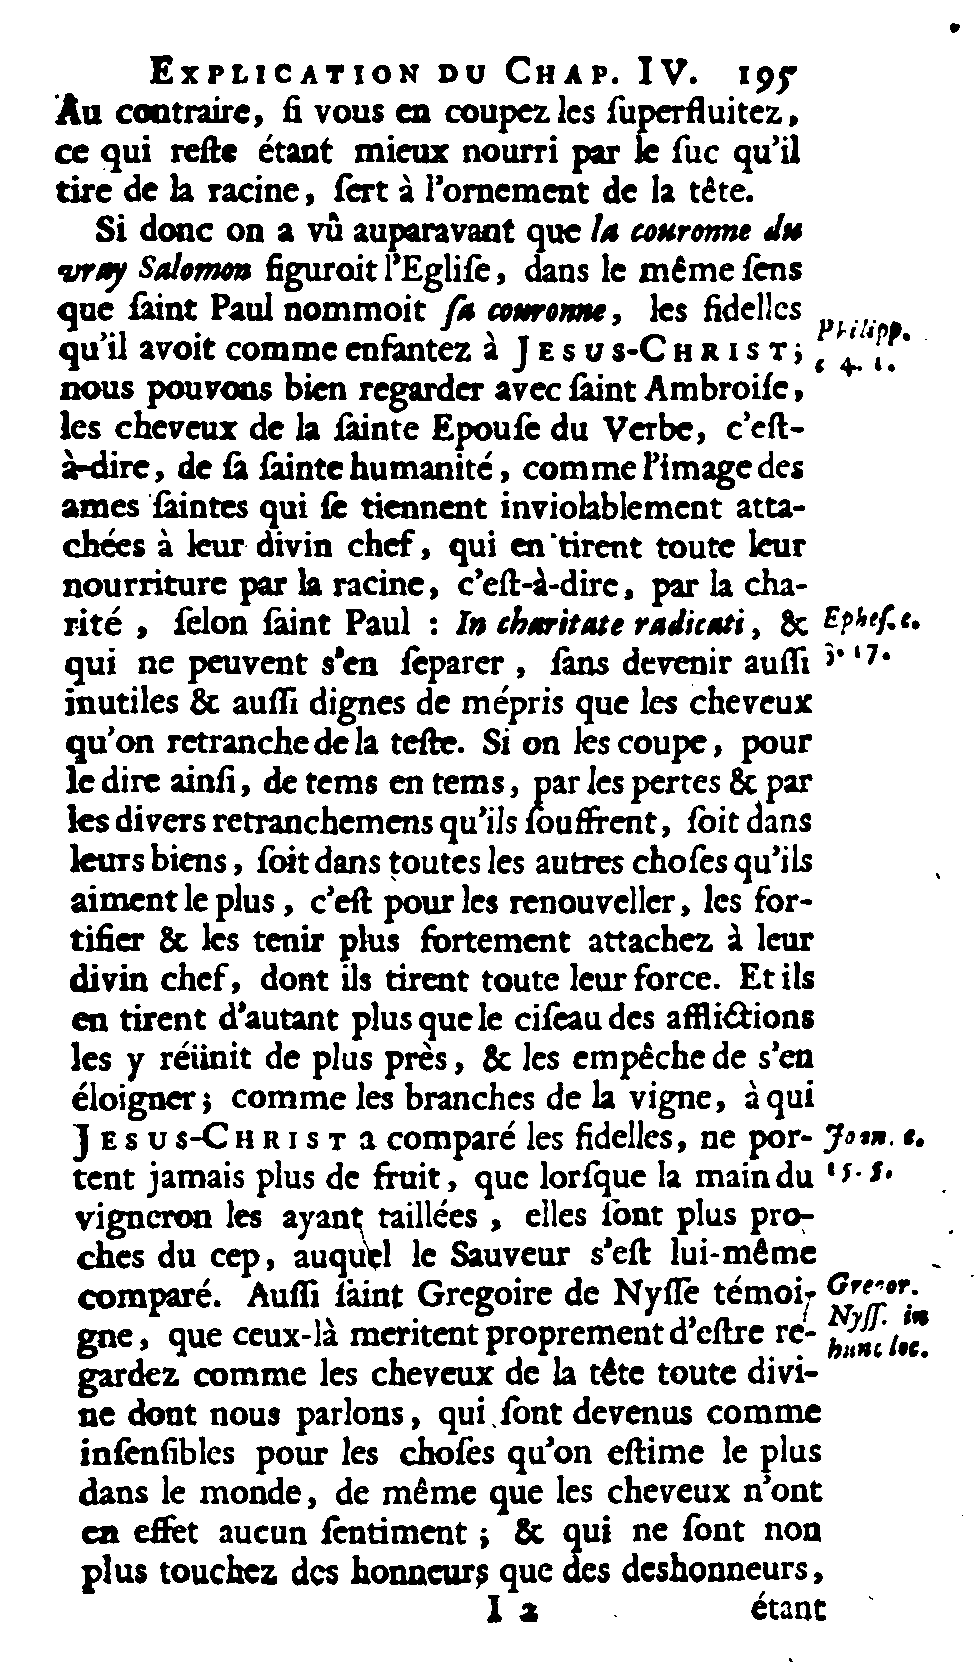 EXPLICATION DU CHAP. IV. 195
Au contraire, ſi vous en coupez les ſuperfluitez,
ce qui reſte étant mieux nourri par le ſuc qu'il
tire de la racine, ſert à l'ornement de la tête.
Si donc on a vû auparavant que la couronne du
vray Salomon figuroit l'Egliſe, dans le même ſens
que ſaint Paul nommoit ſa couronne, les fidelles
qu'il avoit comme enfantez à JESUS-CHRIST;
Philipp.
c 4. 1.
nous pouvons bien regarder avec ſaint Ambroiſe,
les cheveux de la ſainte Epouſe du Verbe, c'eſt-
à-dire, de ſa ſainte humanité, comme l'image des
ames ſaintes qui ſe tiennent inviolablement atta-
chées à leur divin chef, qui en tirent toute leur
nourriture par la racine, c'eſt-à-dire, par la cha-
rité, ſelon ſaint Paul : In charitate radicati, &
Epheſ. c.
3. 17.
qui ne peuvent s'en ſeparer, ſans devenir auſſi
inutiles & auſſi dignes de mépris que les cheveux
qu'on retranche de la teſte. Si on les coupe, pour
le dire ainſi, de tems en tems, par les pertes & par
les divers retranchemens qu'ils ſouffrent, ſoit dans
leurs biens, ſoit dans toutes les autres choſes qu'ils
aiment le plus, c'eſt pour les renouveller, les for-
tifier & les tenir plus fortement attachez à leur
divin chef, dont ils tirent toute leur force. Et ils
en tirent d'autant plus que le ciſeau des afflictions
les y réünit de plus près, & les empêche de s'en
éloigner; comme les branches de la vigne, à qui
JESUS-CHRIST a comparé les fidelles, ne por-
Joan. c.
15. 5.
tent jamais plus de fruit, que lorſque la main du
vigneron les ayant taillées, elles ſont plus pro-
ches du cep, auquel le Sauveur s'eſt lui-même
comparé. Auſſi ſaint Gregoire de Nyſſe témoi-
Gregor.
Nyſſ. in
hunc loc.
gne, que ceux-là meritent proprement d'eſtre re-
gardez comme les cheveux de la tête toute divi-
ne dont nous parlons, qui ſont devenus comme
inſenſibles pour les choſes qu'on eſtime le plus
dans le monde, de même que les cheveux n'ont
en effet aucun ſentiment ; & qui ne ſont non
plus touchez des honneurs que des deshonneurs,
I 2
étant